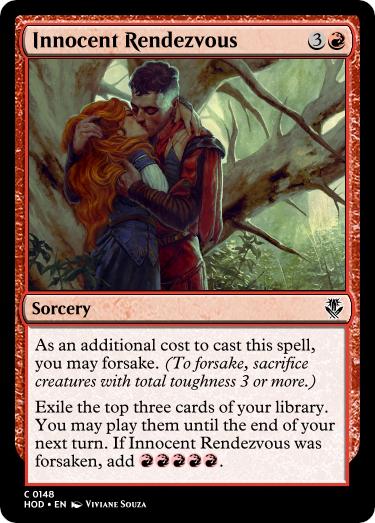 Innocent Rendezvous 3
Sorcery
As an additional cost to cast this spell,
you may forsake. (To forsake, sacrifice
creatures with total toughness 3 or more.)
Exile the top three cards of your library.
You may play them until the end of your
next turn. If Innocent Rendezvous was
forsaken, add .
C 0148
HOD • EN Viviane Souza